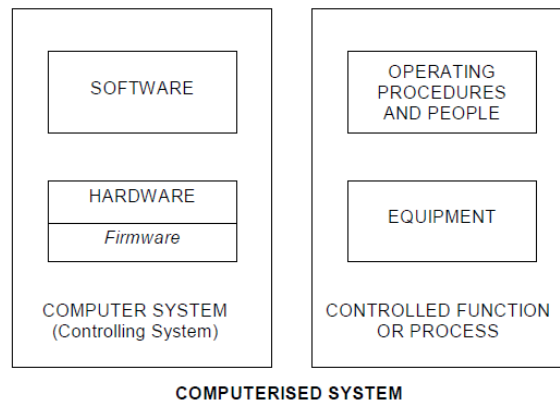 SOFTWARE
HARDWARE
Firmware
COMPUTER SYSTEM
(Controlling System)
OPERATING
PROCEDURES
AND PEOPLE
EQUIPMENT
CONTROLLED FUNCTION
OR PROCESS
COMPUTERISED SYSTEM